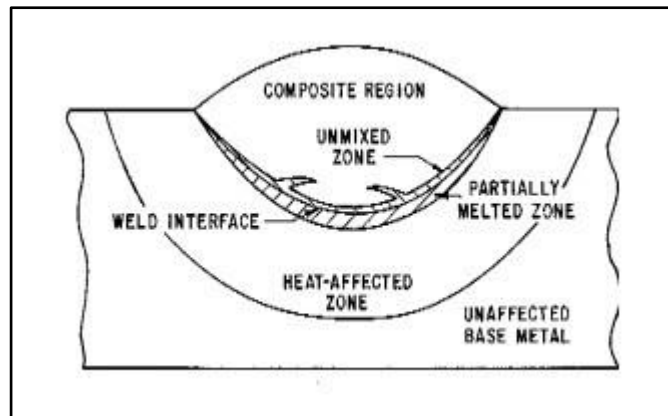 COMPOSITE REGION
UNMIXED
ZONE
PARTIALLY
MELTED ZONE
WELD INTERFACE
HEAT-AFFECTED
ZONE
UNAFFECTED
BASE METAL